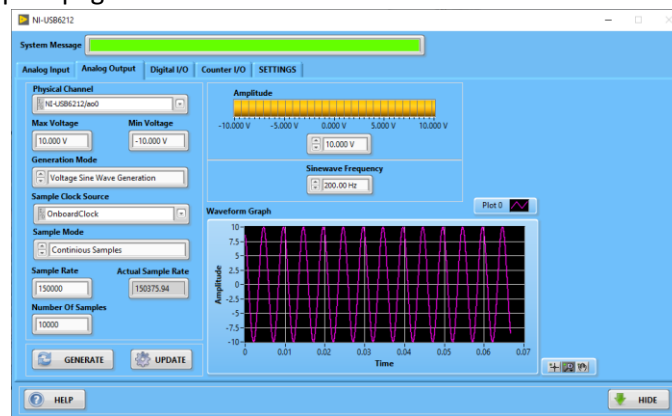 NI-USB6212
System Message
Analog Input Analog Output Digital I/O Counter I/O SETTINGS
Physical Channel
NI-USB6212/ao0
Max Voltage Min Voltage
10.000 V -10.000 V
Generation Mode
Voltage Sine Wave Generation
Sample Clock Source
OnboardClock
Sample Mode
Continious Samples
Sample Rate Actual Sample Rate
150000 150375.94
Number Of Samples
10000
GENERATE UPDATE
Amplitude
-10.000 V -5.000 V 0.000 V 5.000 V 10.000 V
10.000 V
Sinewave Frequency
200.00 Hz
Plot 0
Waveform Graph
Amplitude
10
7.5
5
2.5
0
-2.5
-5
-7.5
-10
0 0.01 0.02 0.03 0.04 0.05 0.06 0.07
Time
HELP HIDE